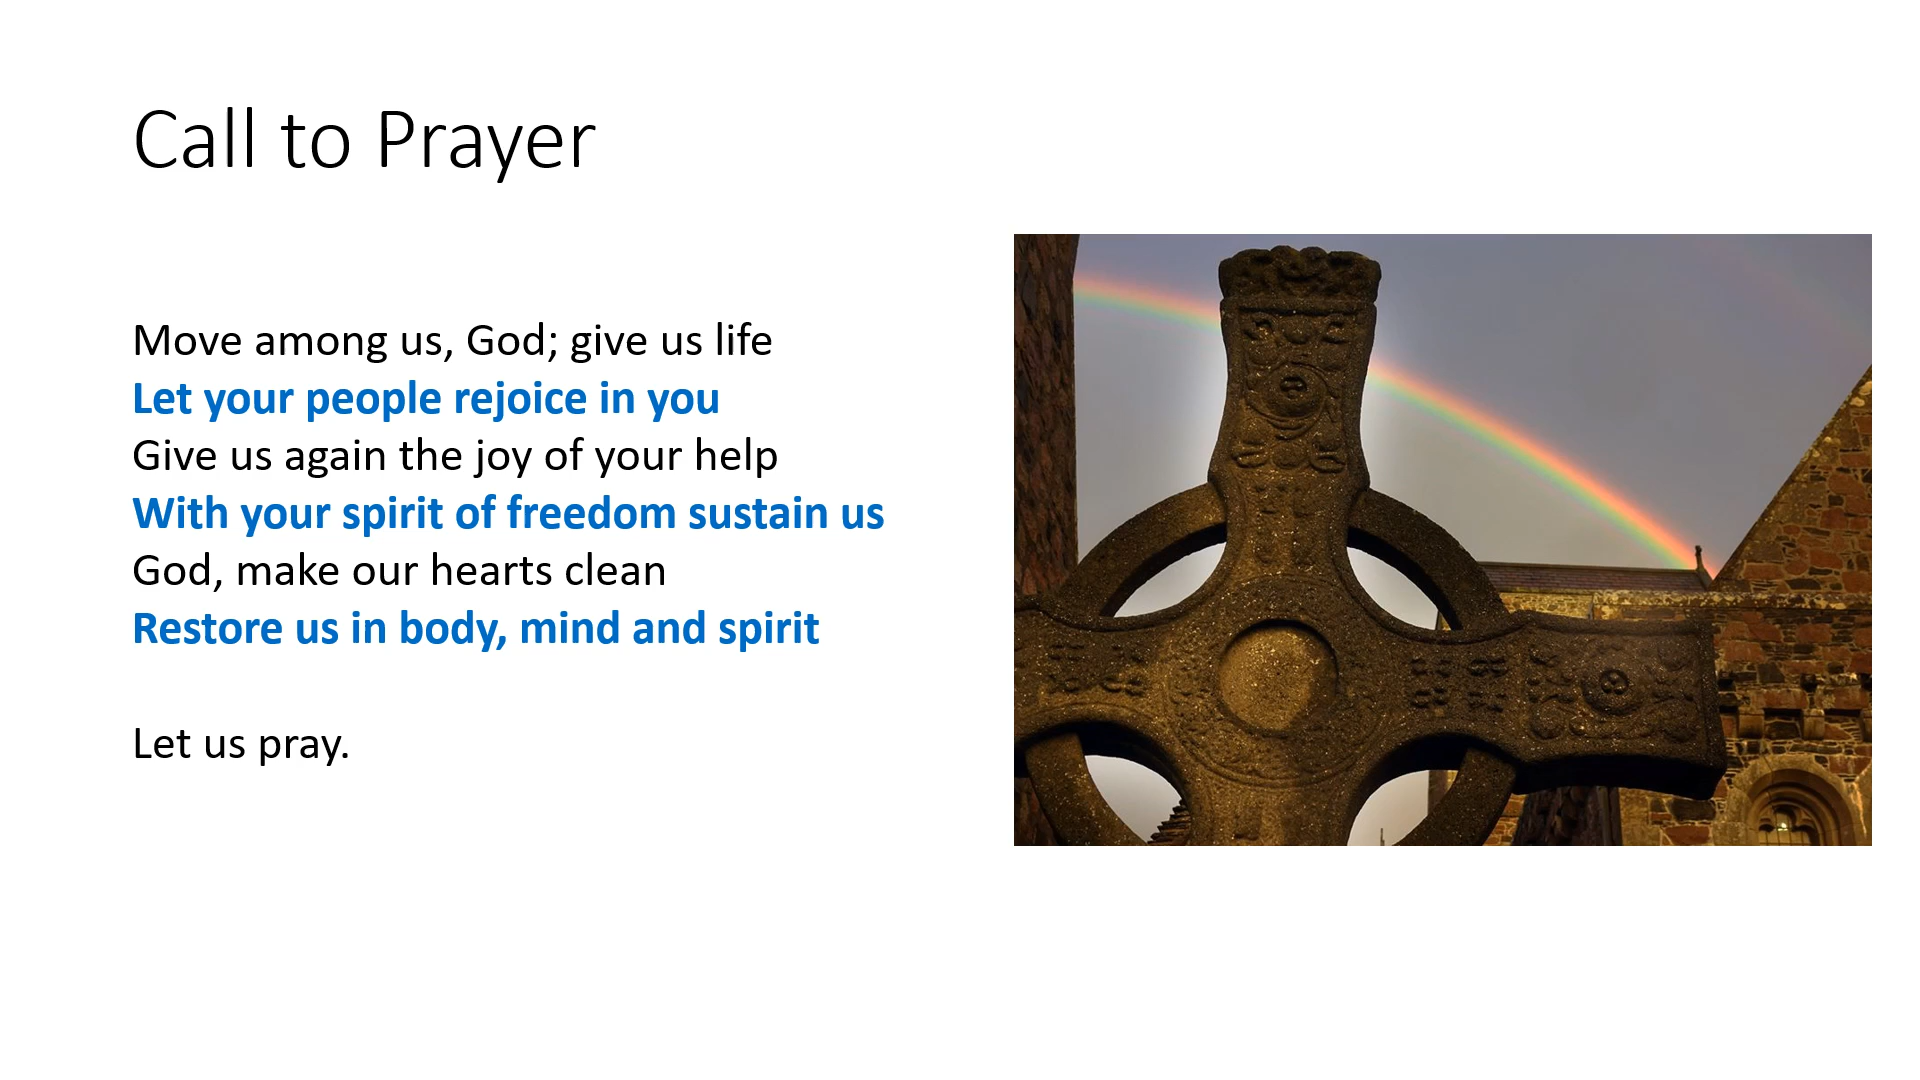 Call to Prayer
Move among us, God; give us life
Let your people rejoice in you
Give us again the joy of your help
With your spirit of freedom sustain us
God, make our hearts clean
Restore us in body, mind and spirit
Let us pray.